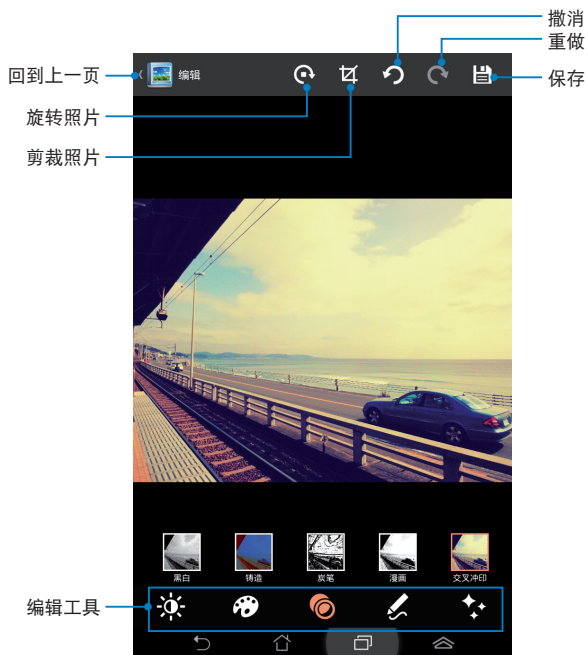 撤消
重做
回到上一页
编辑
保存
旋转照片
剪裁照片
黑白
铸造
炭笔
漫画
交叉冲印
编辑工具